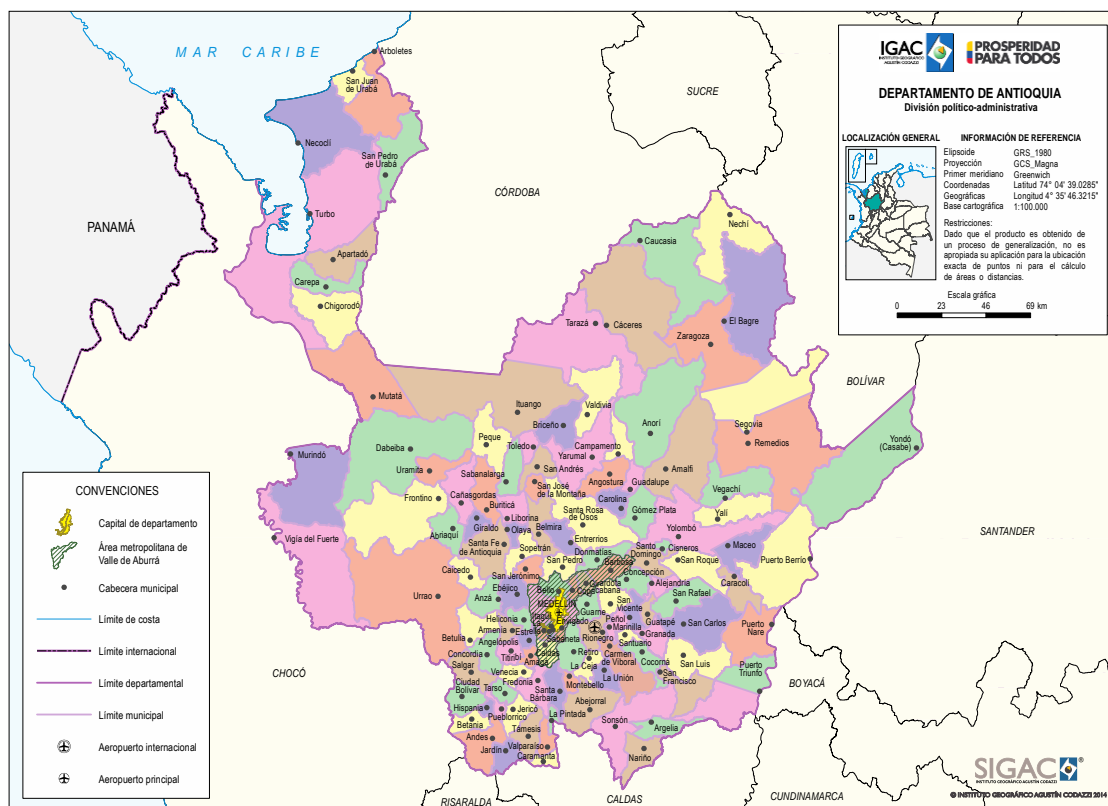 MAR CARIBE
Arboletes
San Juan
de Urabá
Necoclí
San Pedro
de Urabá
SUCRE
CÓRDOBA
PANAMÁ
Turbo
Apartadó
Carepa
Chigorodó
Nechí
Caucasia
Tarazá
Cáceres
El Bagre
Zaragoza
BOLÍVAR
Mutatá
Ituango
Valdivia
Briceño
Anorí
Segovia
Remedios
Yondó
(Casabe)
Murindó
Dabeiba
Peque
Toledo
Campamento
Yarumal
Uramita
Sabanalarga
San Andrés
Amalfi
Angostura
Guadalupe
San José
de la Montaña
Frontino
Cañasgordas
Buriticá
Carolina
Vegachí
Santa Rosa
de Osos
Gómez Plata
Yalí
Liborina
Giraldo
Olaya
Belmira
Abriaquí
Yolombó
Vigía del Fuerte
Santa Fe
de Antioquia
Entrerrios
Sopetrán
Donmatías
Santo
Domingo
Cisneros
Maceo
San Roque
Puerto Berrío
SANTANDER
Caicedo
San Jerónimo
San Pedro
Barbosa
Concepción
Caracolí
Urrao
Anzá
Ebéjico
Bello
Girardota
Copacabana
Alejandria
San Rafael
MEDELLÍN
Guarne
San
Vicente
Heliconia
Itagüí
La
Estrella
Envigado
Peñol
Guatapé
San Carlos
Puerto
Nare
Armenia
Sabaneta
Rionegro
Marinilla
Granada
Betulia
Angelópolis
Caldas
Santuario
Concordia
Titiribí
Amagá
Retiro
Carmen
de Viboral
Cocorná
San Luis
Puerto
Triunfo
Salgar
Venecia
La Ceja
La Unión
San
Francisco
CHOCÓ
Ciudad
Bolívar
Fredonia
Tarso
Santa
Bárbara
Montebello
Abejorral
BOYACÁ
Hispania
Pueblorrico
Jericó
La Pintada
Sonsón
Argelia
Betania
Támesis
Andes
Jardín
Valparaíso
Caramanta
Nariño
RISARALDA
CALDAS
CUNDINAMARCA
IGAC
INSTITUTO GEOGRÁFICO
AGUSTÍN CODAZZI
PROSPERIDAD
PARA TODOS
DEPARTAMENTO DE ANTIOQUIA
División político-administrativa
LOCALIZACIÓN GENERAL
INFORMACIÓN DE REFERENCIA
Elipsoide GRS_1980
Proyección GCS_Magna
Primer meridiano Greenwich
Coordenadas Latitud 74° 04' 39.0285"
Geográficas Longitud 4° 35' 46.3215"
Base cartográfica 1:100.000
Restricciones:
Dado que el producto es obtenido de
un proceso de generalización, no es
apropiada su aplicación para la ubicación
exacta de puntos ni para el cálculo
de áreas o distancias.
Escala gráfica
0 23 46 69 km
CONVENCIONES
Capital de departamento
Área metropolitana de
Valle de Aburrá
Cabecera municipal
Límite de costa
Límite internacional
Límite departamental
Límite municipal
Aeropuerto internacional
Aeropuerto principal
SIGAC
INSTITUTO GEOGRÁFICO AGUSTÍN CODAZZI
© INSTITUTO GEOGRÁFICO AGUSTÍN CODAZZI 2014